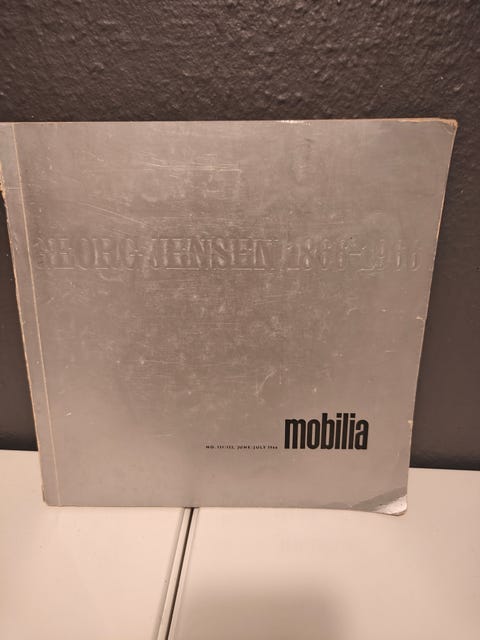 GEORG JENSEN 1866-1966
mobilia
NO. 131/132, JUNE/JULY 1966